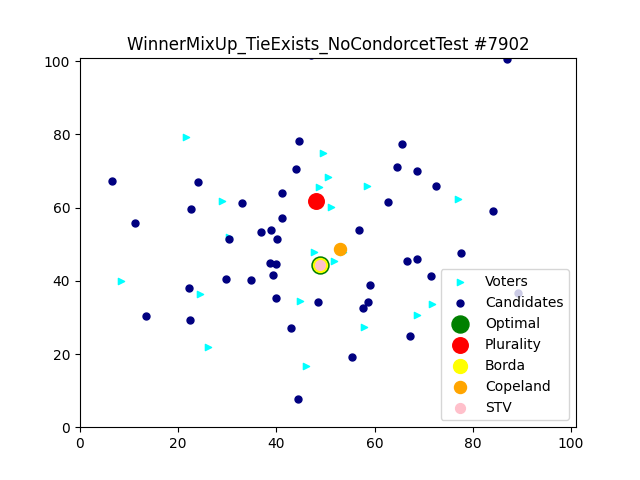 WinnerMixUp_TieExists_NoCondorcetTest #7902
100
80
60
40
20
0
0 20 40 60 80 100
Voters
Candidates
Optimal
Plurality
Borda
Copeland
STV